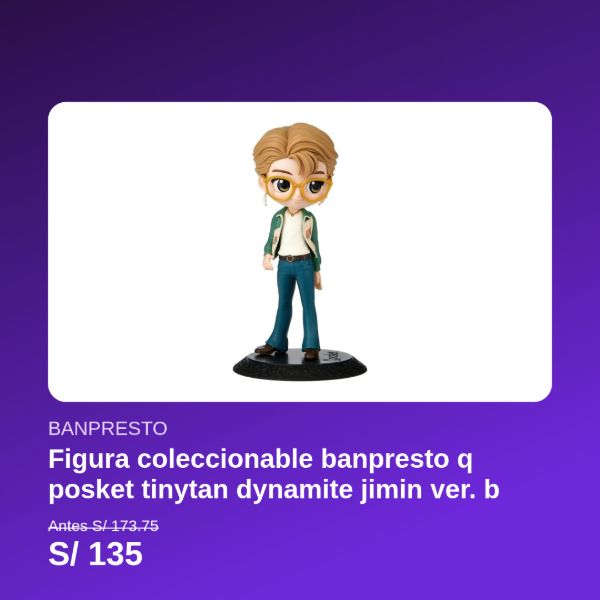 BANPRESTO
Figura coleccionable banpresto q
posket tinytan dynamite jimin ver. b
Antes S/ 173.75
S/ 135